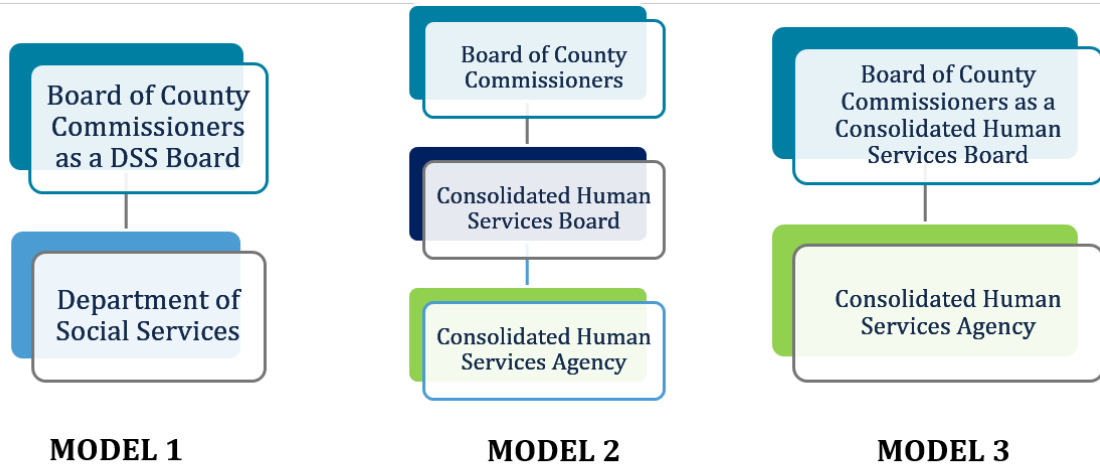 Board of County
Commissioners
as a DSS Board
Department of
Social Services
MODEL 1
Board of County
Commissioners
Consolidated Human
Services Board
Consolidated Human
Services Agency
MODEL 2
Board of County
Commissioners as a
Consolidated Human
Services Board
Consolidated Human
Services Agency
MODEL 3